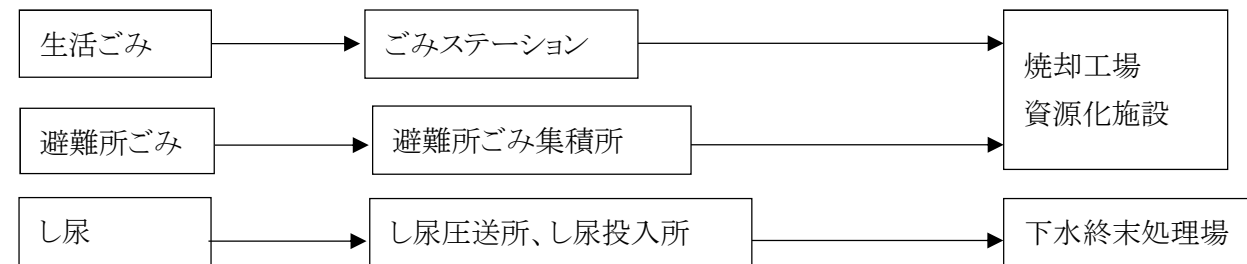 生活ごみ
ごみステーション
焼却工場
資源化施設
避難所ごみ
避難所ごみ集積所
し尿
し尿圧送所、し尿投入所
下水終末処理場